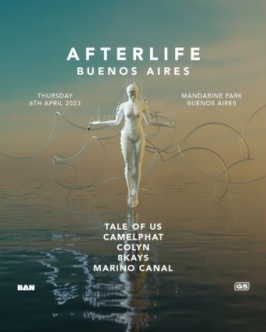 AFTERLIFE
BUENOS AIRES
THURSDAY
6TH APRIL 2023
MANDARINE PARK
BUENOS AIRES
TALE OF US
CAMELPHAT
COLYN
8KAYS
MARINO CANAL
BAN
GS